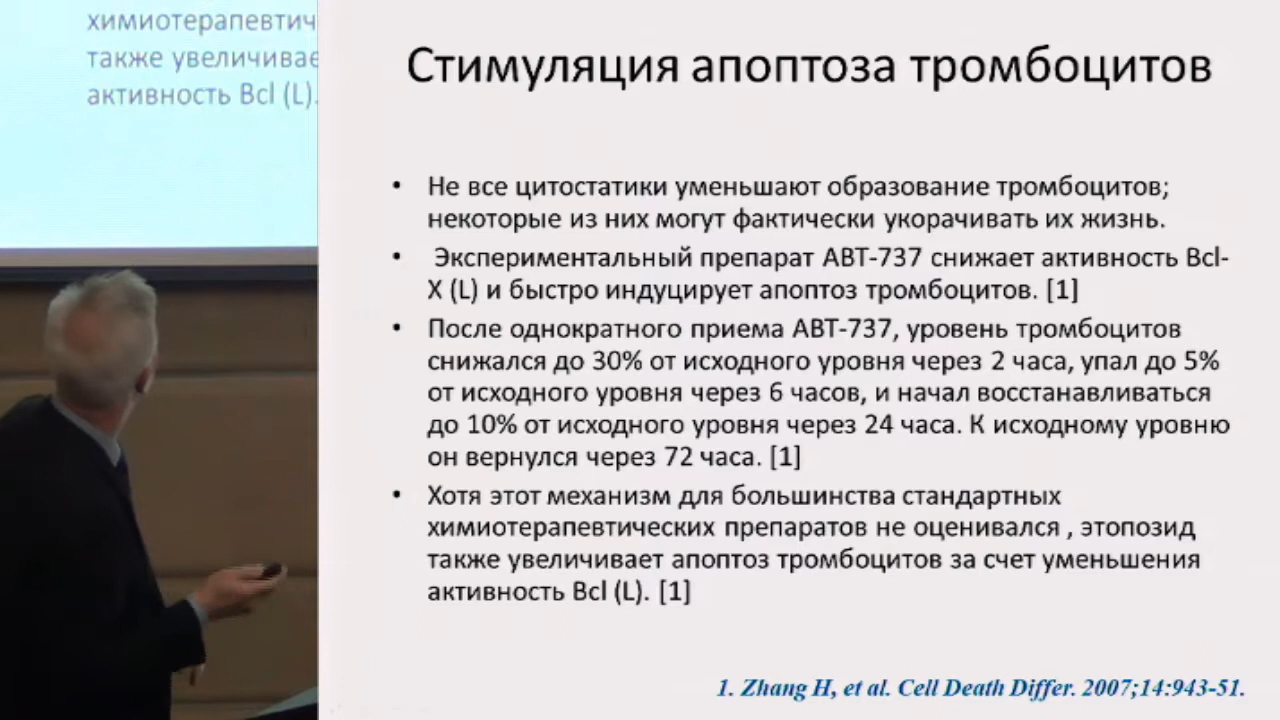 химиотерапевтич
также увеличивае
активность Bcl (L).
Стимуляция апоптоза тромбоцитов
• Не все цитостатики уменьшают образование тромбоцитов;
некоторые из них могут фактически укорачивать их жизнь.
• Экспериментальный препарат АВТ-737 снижает активность Bcl-
X (L) и быстро индуцирует апоптоз тромбоцитов. [1]
• После однократного приема АВТ-737, уровень тромбоцитов
снижался до 30% от исходного уровня через 2 часа, упал до 5%
от исходного уровня через 6 часов, и начал восстанавливаться
до 10% от исходного уровня через 24 часа. К исходному уровню
он вернулся через 72 часа. [1]
• Хотя этот механизм для большинства стандартных
химиотерапевтических препаратов не оценивался , этопозид
также увеличивает апоптоз тромбоцитов за счет уменьшения
активность Bcl (L). [1]
1. Zhang H, et al. Cell Death Differ. 2007;14:943-51.